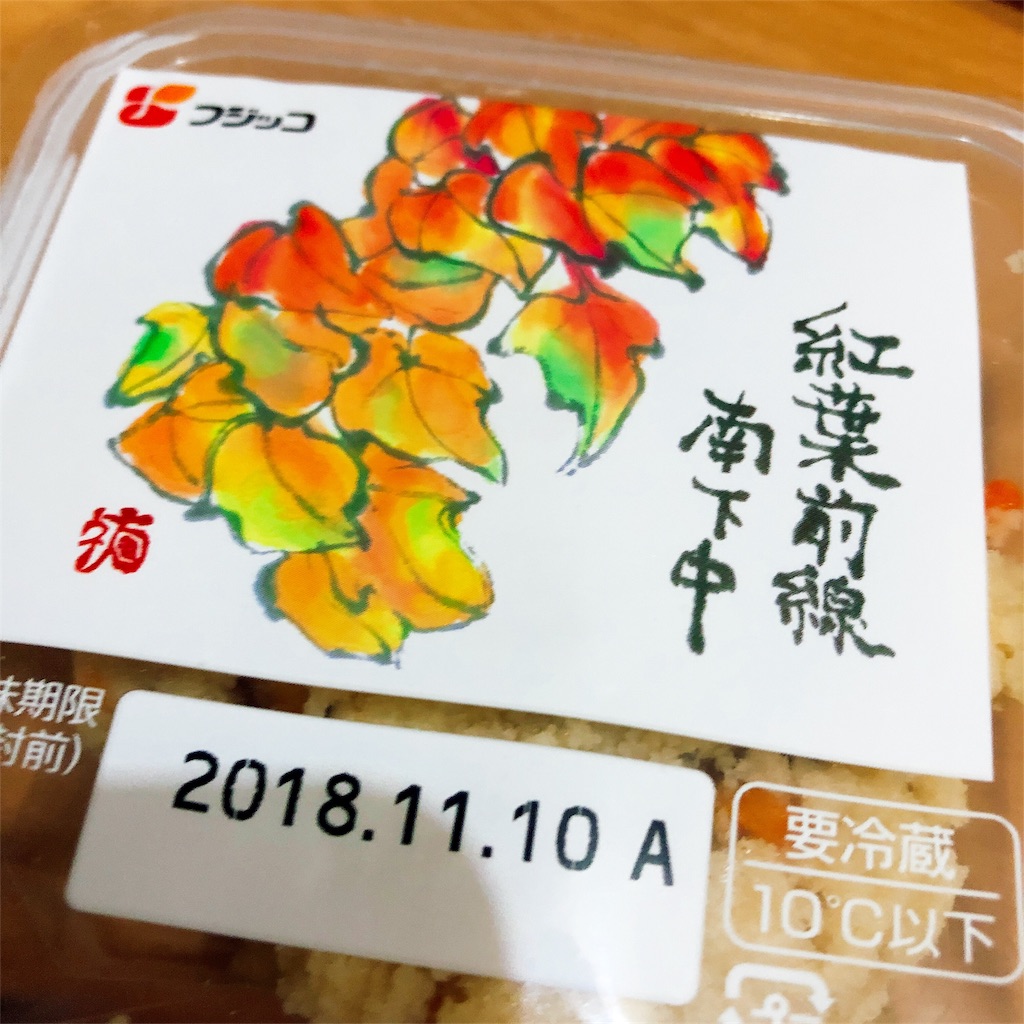 フジッコ
紅葉前線
南下中
味期限
封前)
2018.11.10 A
要冷蔵
10℃以下